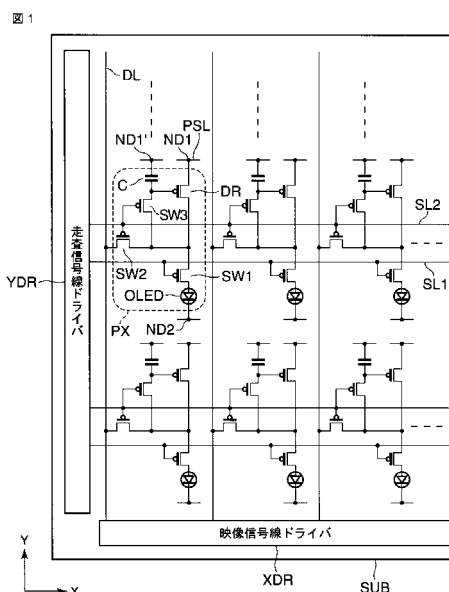 図 1
DL
ND1'
ND1
PSL
C
DR
SW3
SL2
走査信号線ドライバ
YDR
SW2
SW1
SL1
OLED
PX
ND2
映像信号線ドライバ
Y
X
XDR
SUB